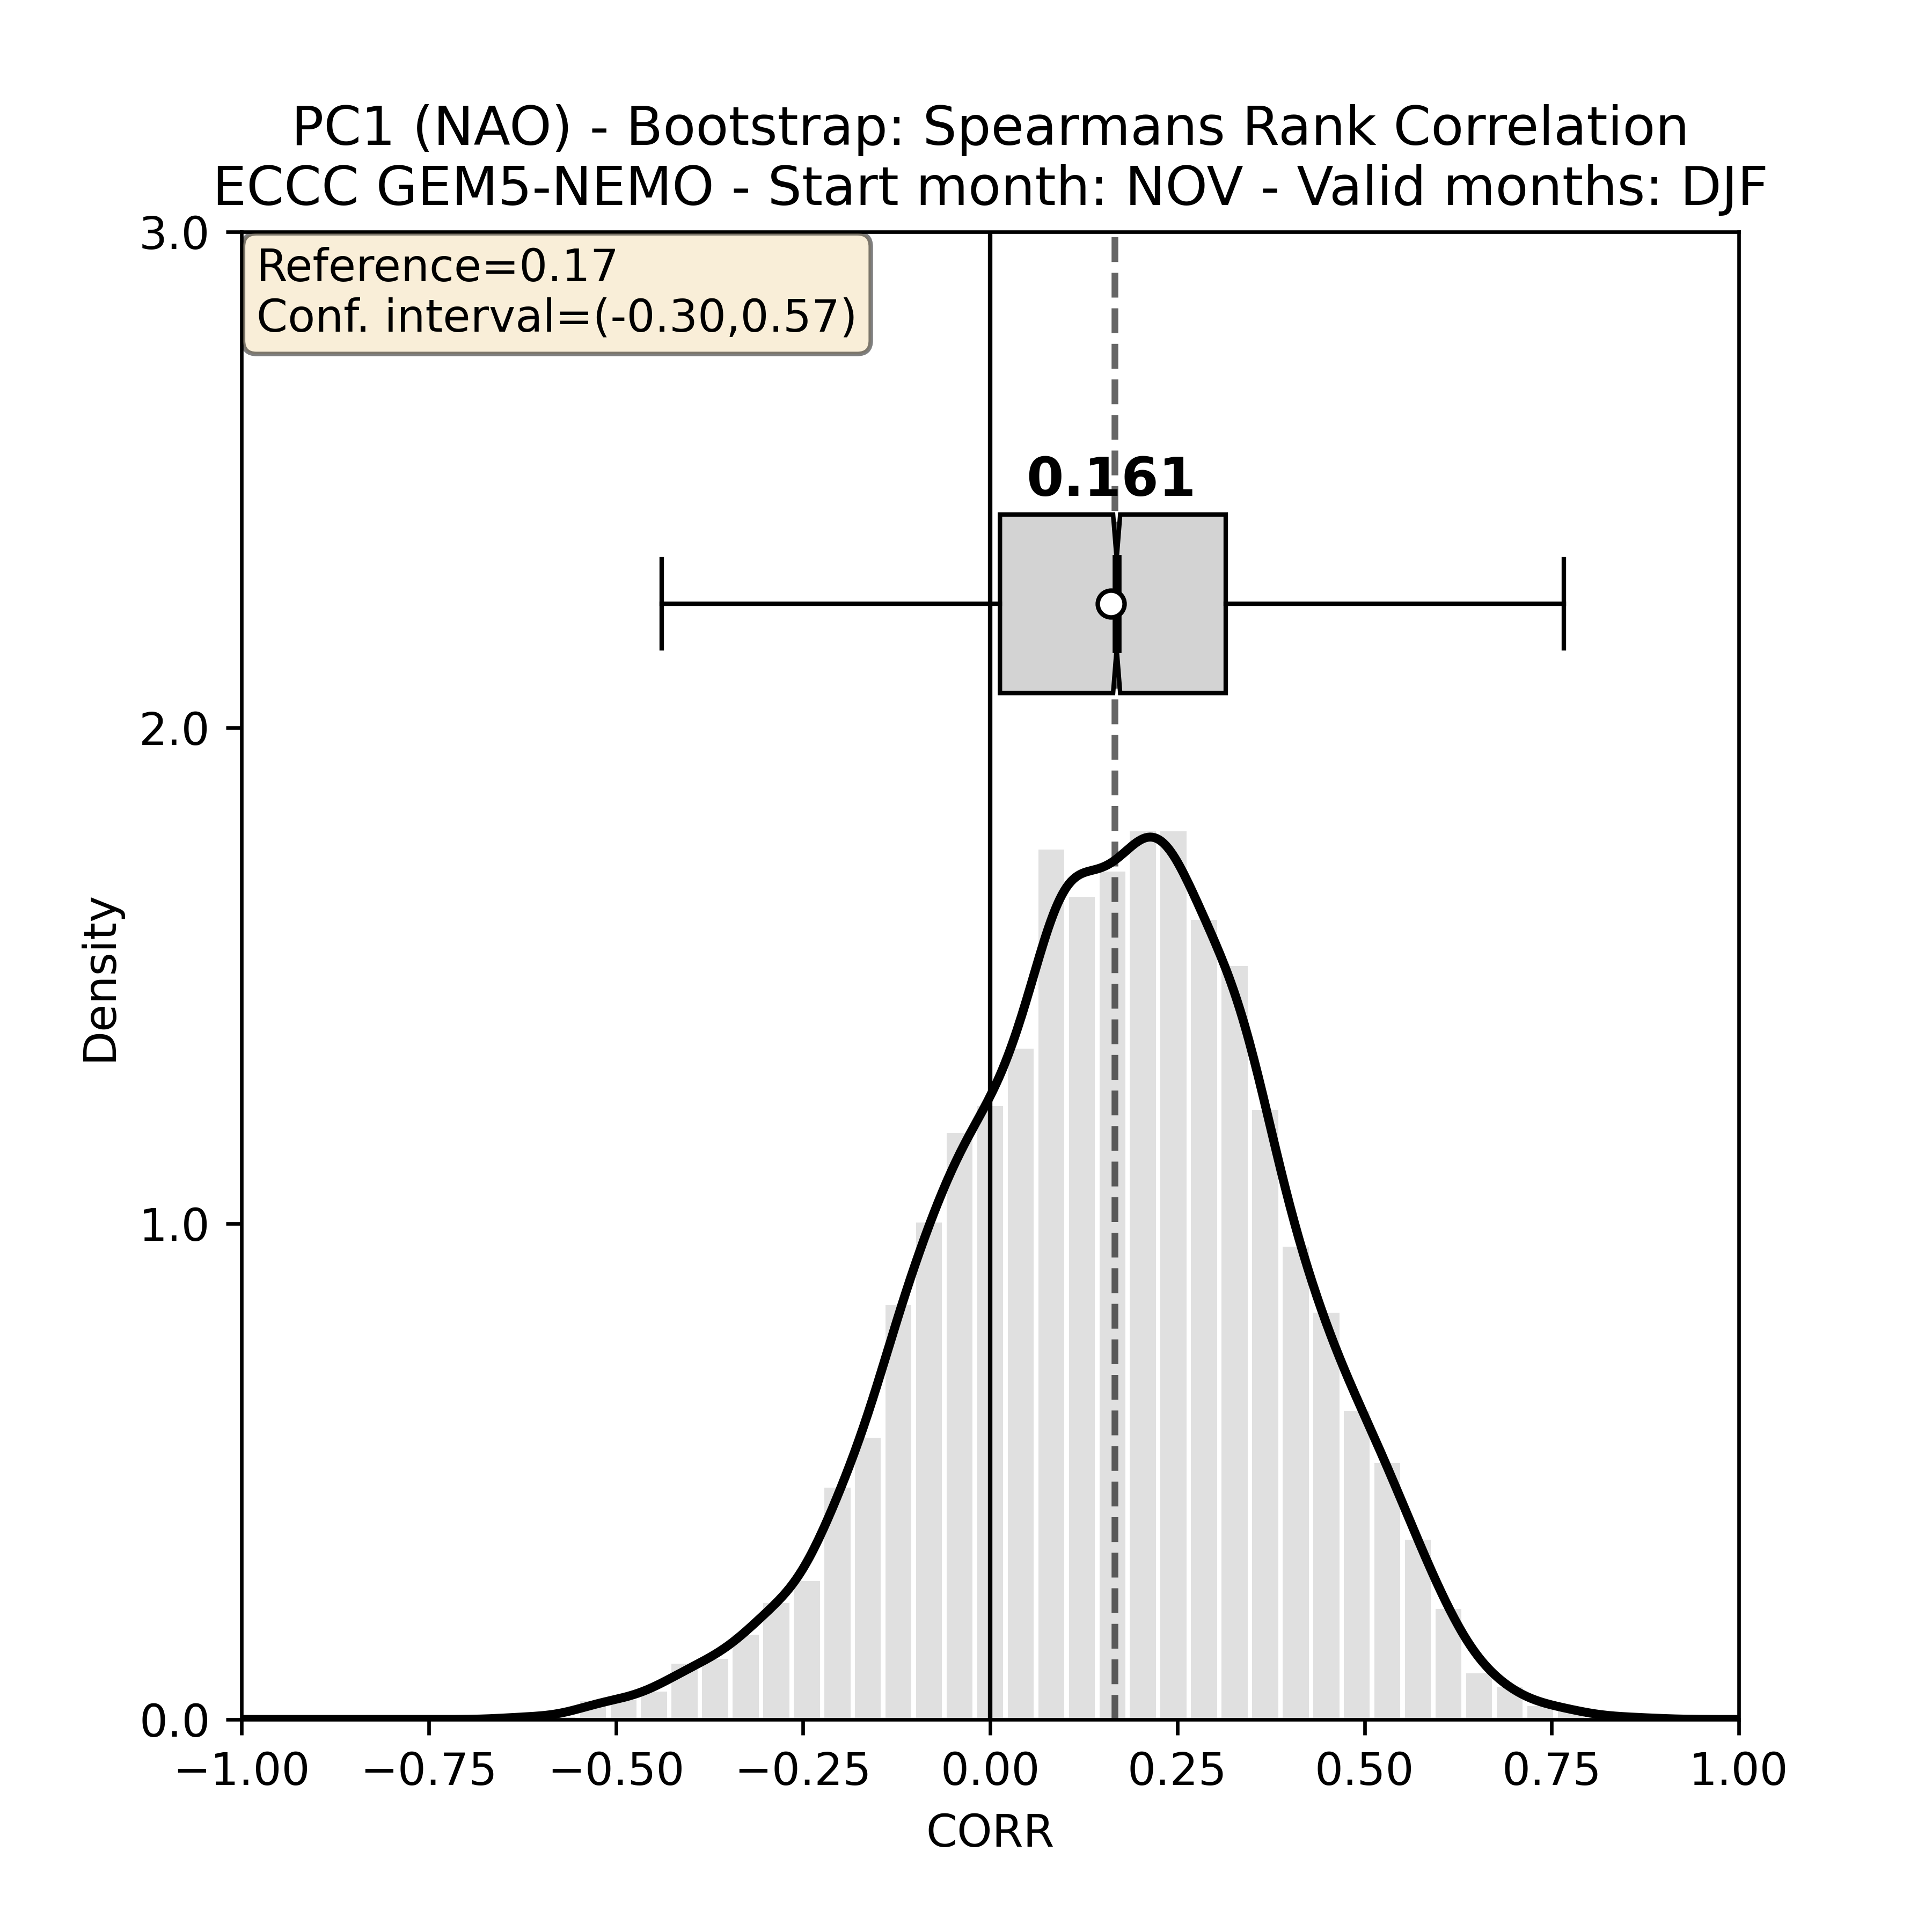 PC1 (NAO) - Bootstrap: Spearmans Rank Correlation
ECCC GEM5-NEMO - Start month: NOV - Valid months: DJF
Reference=0.17
Conf. interval=(-0.30,0.57)
0.161
3.0
2.0
1.0
0.0
Density
−1.00 −0.75 −0.50 −0.25 0.00 0.25 0.50 0.75 1.00
CORR